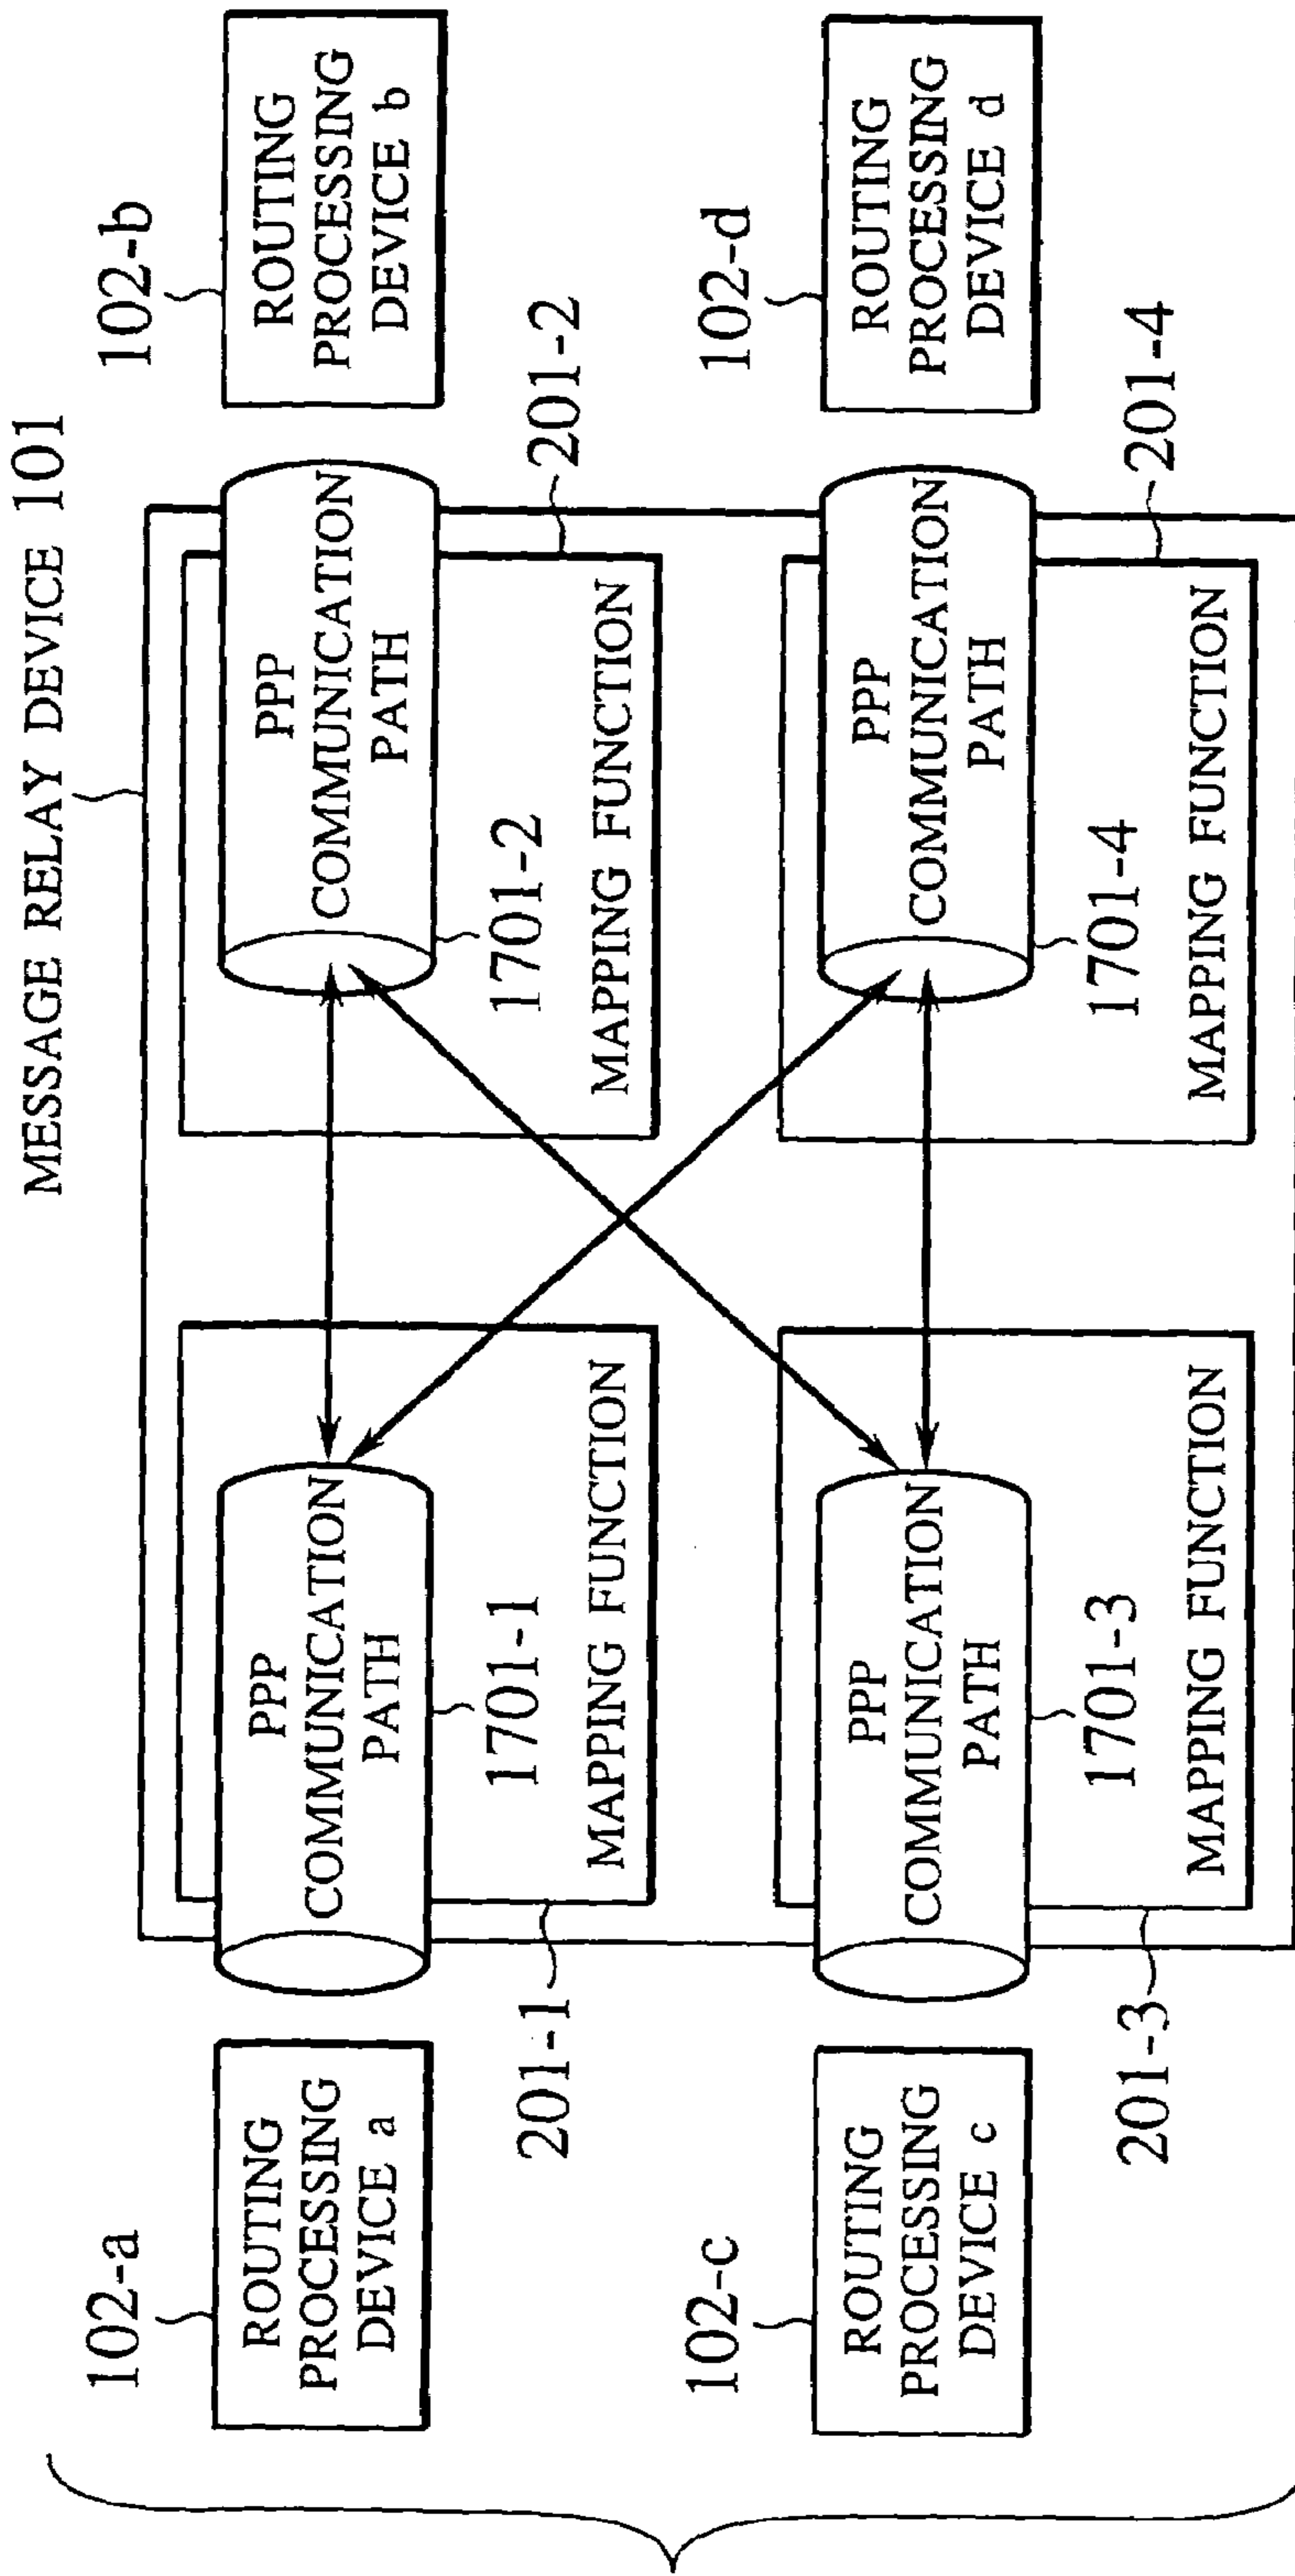 MESSAGE RELAY DEVICE 101
102-a
ROUTING
PROCESSING
DEVICE a
PPP
COMMUNICATION
PATH
1701-1
MAPPING FUNCTION
201-1
PPP
COMMUNICATION
PATH
1701-2
MAPPING FUNCTION
201-2
102-b
ROUTING
PROCESSING
DEVICE b
102-c
ROUTING
PROCESSING
DEVICE c
PPP
COMMUNICATION
PATH
1701-3
MAPPING FUNCTION
201-3
PPP
COMMUNICATION
PATH
1701-4
MAPPING FUNCTION
201-4
102-d
ROUTING
PROCESSING
DEVICE d